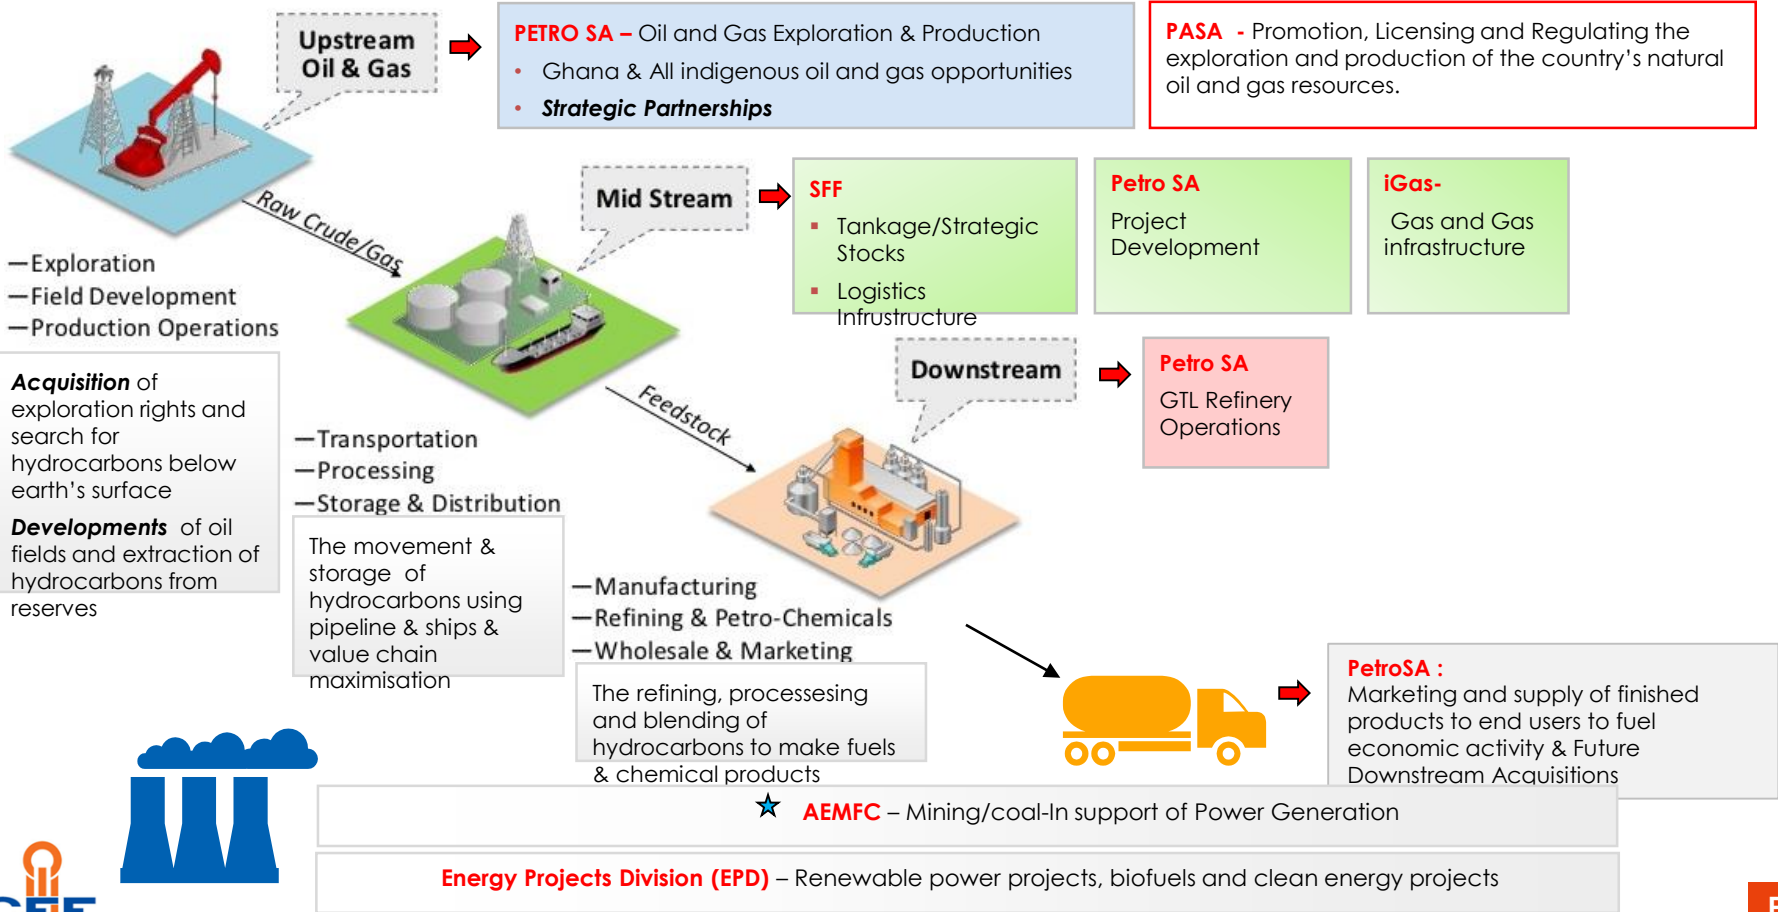 Upstream
Oil & Gas
PETRO SA – Oil and Gas Exploration & Production
• Ghana & All indigenous oil and gas opportunities
• Strategic Partnerships
PASA - Promotion, Licensing and Regulating the
exploration and production of the country's natural
oil and gas resources.
Raw Crude/Gas
—Exploration
—Field Development
—Production Operations
Mid Stream
SFF
▪ Tankage/Strategic
Stocks
▪ Logistics
Infrustructure
Petro SA
Project
Development
iGas-
Gas and Gas
infrastructure
Acquisition of
exploration rights and
search for
hydrocarbons below
earth's surface
Developments of oil
fields and extraction of
hydrocarbons from
reserves
Feedstock
—Transportation
—Processing
—Storage & Distribution
The movement &
storage of
hydrocarbons using
pipeline & ships &
value chain
maximisation
Downstream
Petro SA
GTL Refinery
Operations
—Manufacturing
—Refining & Petro-Chemicals
—Wholesale & Marketing
The refining, processesing
and blending of
hydrocarbons to make fuels
& chemical products
PetroSA :
Marketing and supply of finished
products to end users to fuel
economic activity & Future
Downstream Acquisitions
AEMFC – Mining/coal-In support of Power Generation
Energy Projects Division (EPD) – Renewable power projects, biofuels and clean energy projects